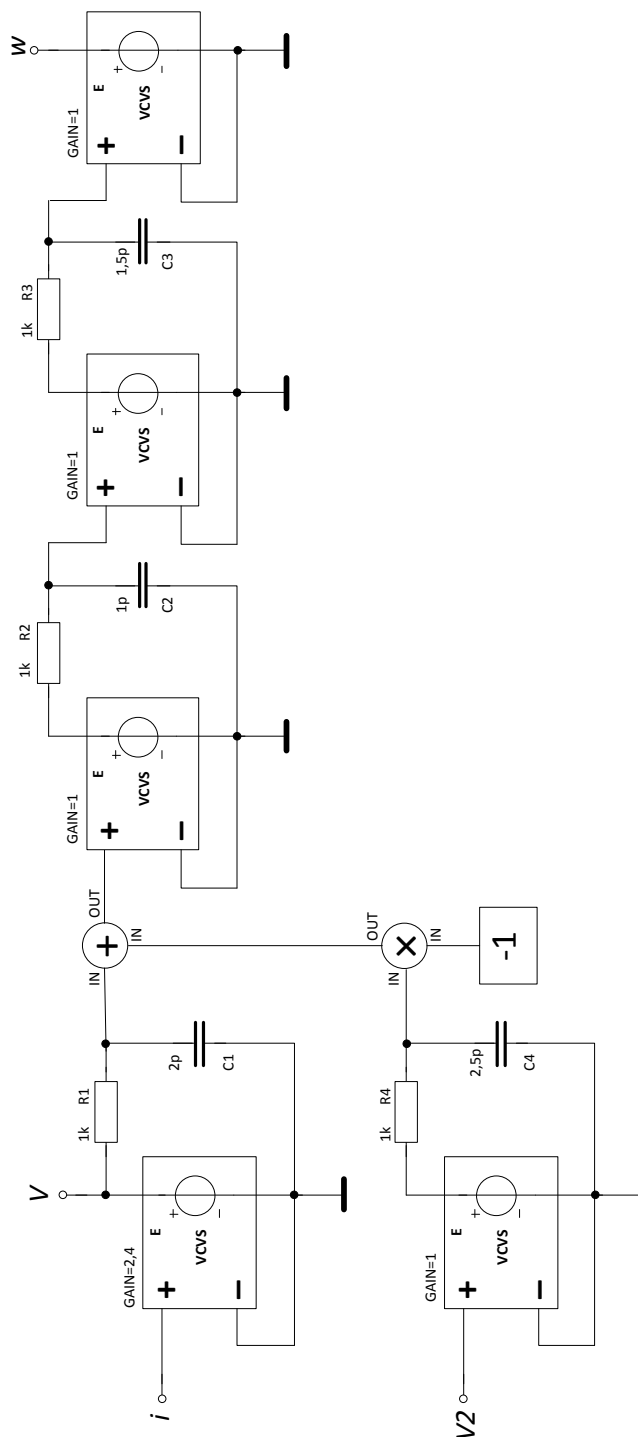 w
GAIN=1
E
+
-
VCVS
+
−
1k
R3
1,5p
C3
GAIN=1
E
+
-
VCVS
+
−
1k
R2
1p
C2
GAIN=1
E
+
-
VCVS
+
−
OUT
+
IN
IN
OUT
×
IN
IN
-1
V
1k
R1
2p
C1
GAIN=2,4
E
+
-
VCVS
+
−
i
1k
R4
2,5p
C4
GAIN=1
E
+
-
VCVS
+
−
V2